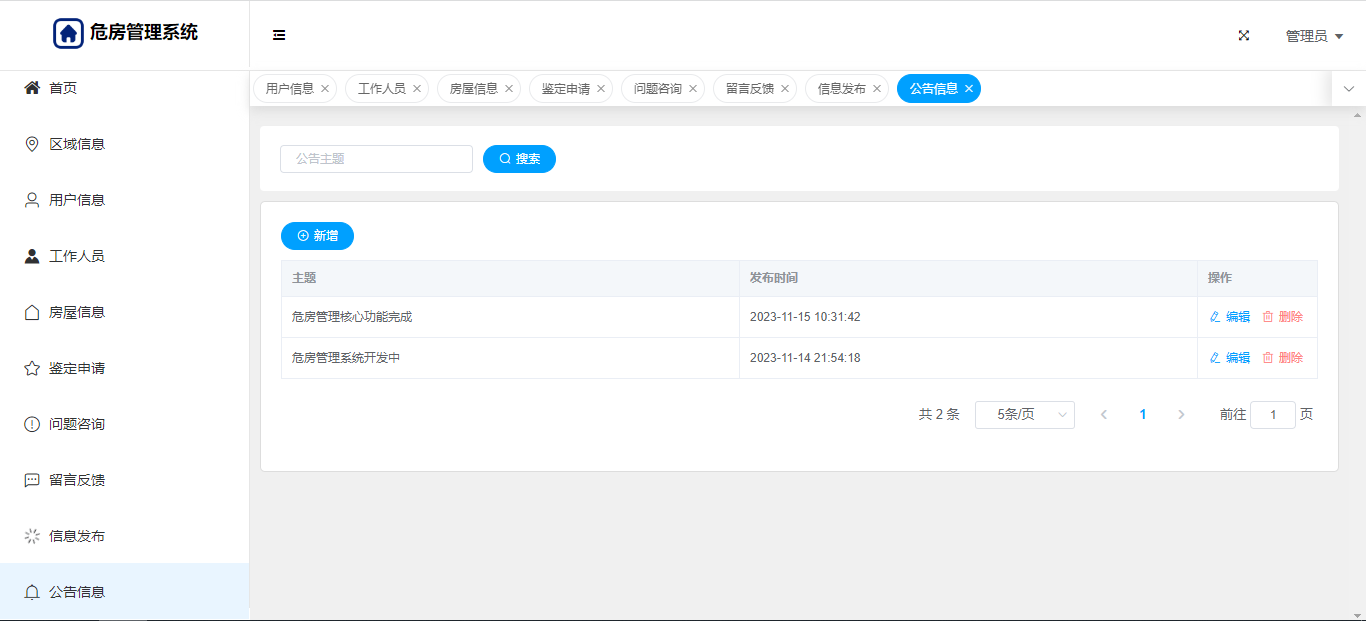 危房管理系统
管理员
首页
区域信息
用户信息
工作人员
房屋信息
鉴定申请
问题咨询
留言反馈
信息发布
公告信息
用户信息 工作人员 房屋信息 鉴定申请 问题咨询 留言反馈 信息发布 公告信息
公告主题 搜索
新增
主题 发布时间 操作
危房管理核心功能完成 2023-11-15 10:31:42 编辑 删除
危房管理系统开发中 2023-11-14 21:54:18 编辑 删除
共 2 条 5条/页 1 前往 1 页